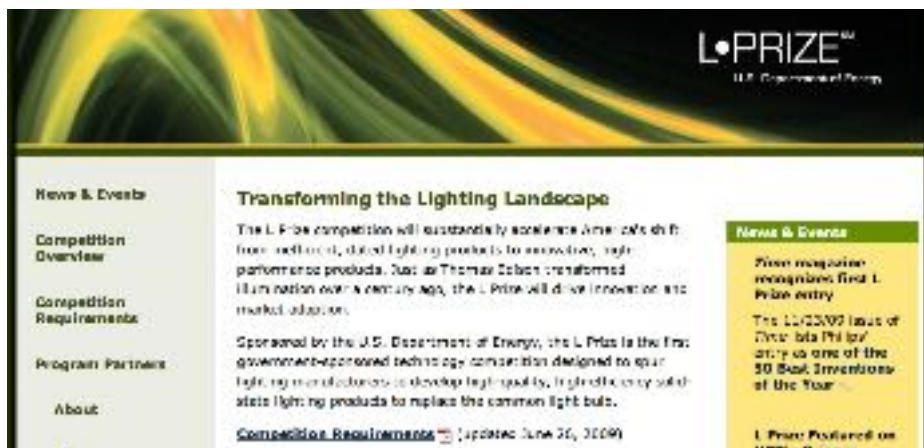 L•PRIZE℠
U.S. Department of Energy
News & Events
Competition
Overview
Competition
Requirements
Program Partners
About
Transforming the Lighting Landscape
The L Prize competition will substantially accelerate America's shift
from inefficient, dated lighting products to innovative, high-
performance products. Just as Thomas Edison transformed
illumination over a century ago, the L Prize will drive innovation and
market adoption.
Sponsored by the U.S. Department of Energy, the L Prize is the first
government-sponsored technology competition designed to spur
lighting manufacturers to develop high-quality, high-efficiency solid-
state lighting products to replace the common light bulb.
Competition Requirements (updated June 26, 2009)
News & Events
Time magazine
recognizes first L
Prize entry
The 11/23/09 issue of
Time lists Philips'
entry as one of the
50 Best Inventions
of the Year
L Prize Featured on